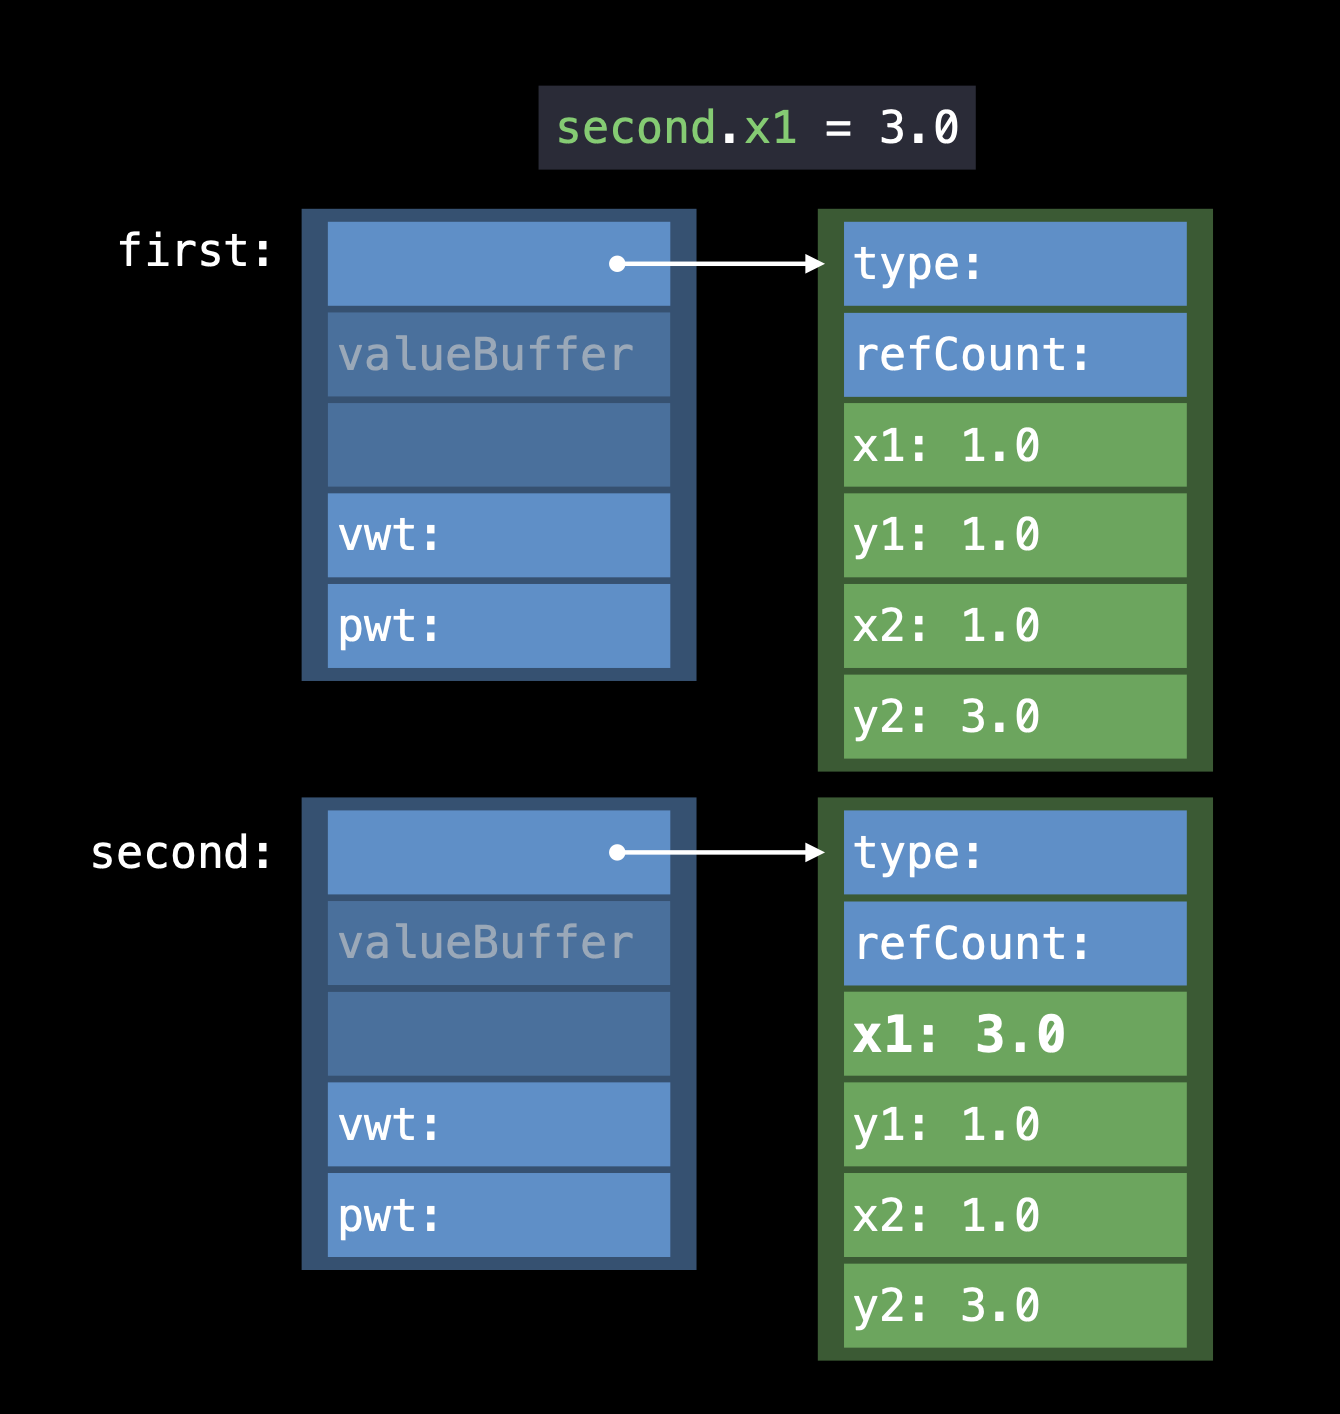 second.x1 = 3.0
first:
valueBuffer
vwt:
pwt:
type:
refCount:
x1: 1.0
y1: 1.0
x2: 1.0
y2: 3.0
second:
valueBuffer
vwt:
pwt:
type:
refCount:
x1: 3.0
y1: 1.0
x2: 1.0
y2: 3.0